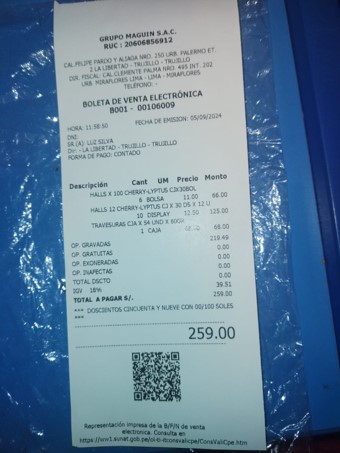 GRUPO MAGUIN S.A.C.
RUC : 20606856912
CAL.FELIPE PARDO Y ALIAGA NRO. 250 URB. PALERMO ET.
2 LA LIBERTAD - TRUJILLO - TRUJILLO
DIR. FISCAL: CAL.CLEMENTE PALMA NRO. 495 INT. 202
URB. MIRAFLORES LIMA - LIMA - MIRAFLORES
TELÉFONO: -
BOLETA DE VENTA ELECTRÓNICA
B001 - 00106009
FECHA DE EMISIÓN: 05/09/2024
HORA: 11:58:50
DNI:
SR.(A): LUZ SILVA
DIR: - LA LIBERTAD - TRUJILLO - TRUJILLO
FORMA DE PAGO: CONTADO
Descripción Cant UM Precio Monto
HALLS X 100 CHERRY-LYPTUS CJX30BOL
6 BOLSA 11.00 66.00
HALLS 12 CHERRY-LYPTUS CJ X 30 DS X 12 U
10 DISPLAY 12.50 125.00
TRAVESURAS CJA X 54 UNO X 60GR
1 CAJA 68.00
OP. GRAVADAS 219.49
OP. GRATUITAS 0.00
OP. EXONERADAS 0.00
OP. INAFECTAS 0.00
TOTAL DSCTO 0.00
IGV 18% 39.51
TOTAL A PAGAR S/. 259.00
*** DOSCIENTOS CINCUENTA Y NUEVE CON 00/100 SOLES
***
259.00
Representación impresa de la B/F/N de venta
electronica. Consulta en
https://ww1.sunat.gob.pe/ol-ti-itconsvalicpe/ConsValiCpe.htm